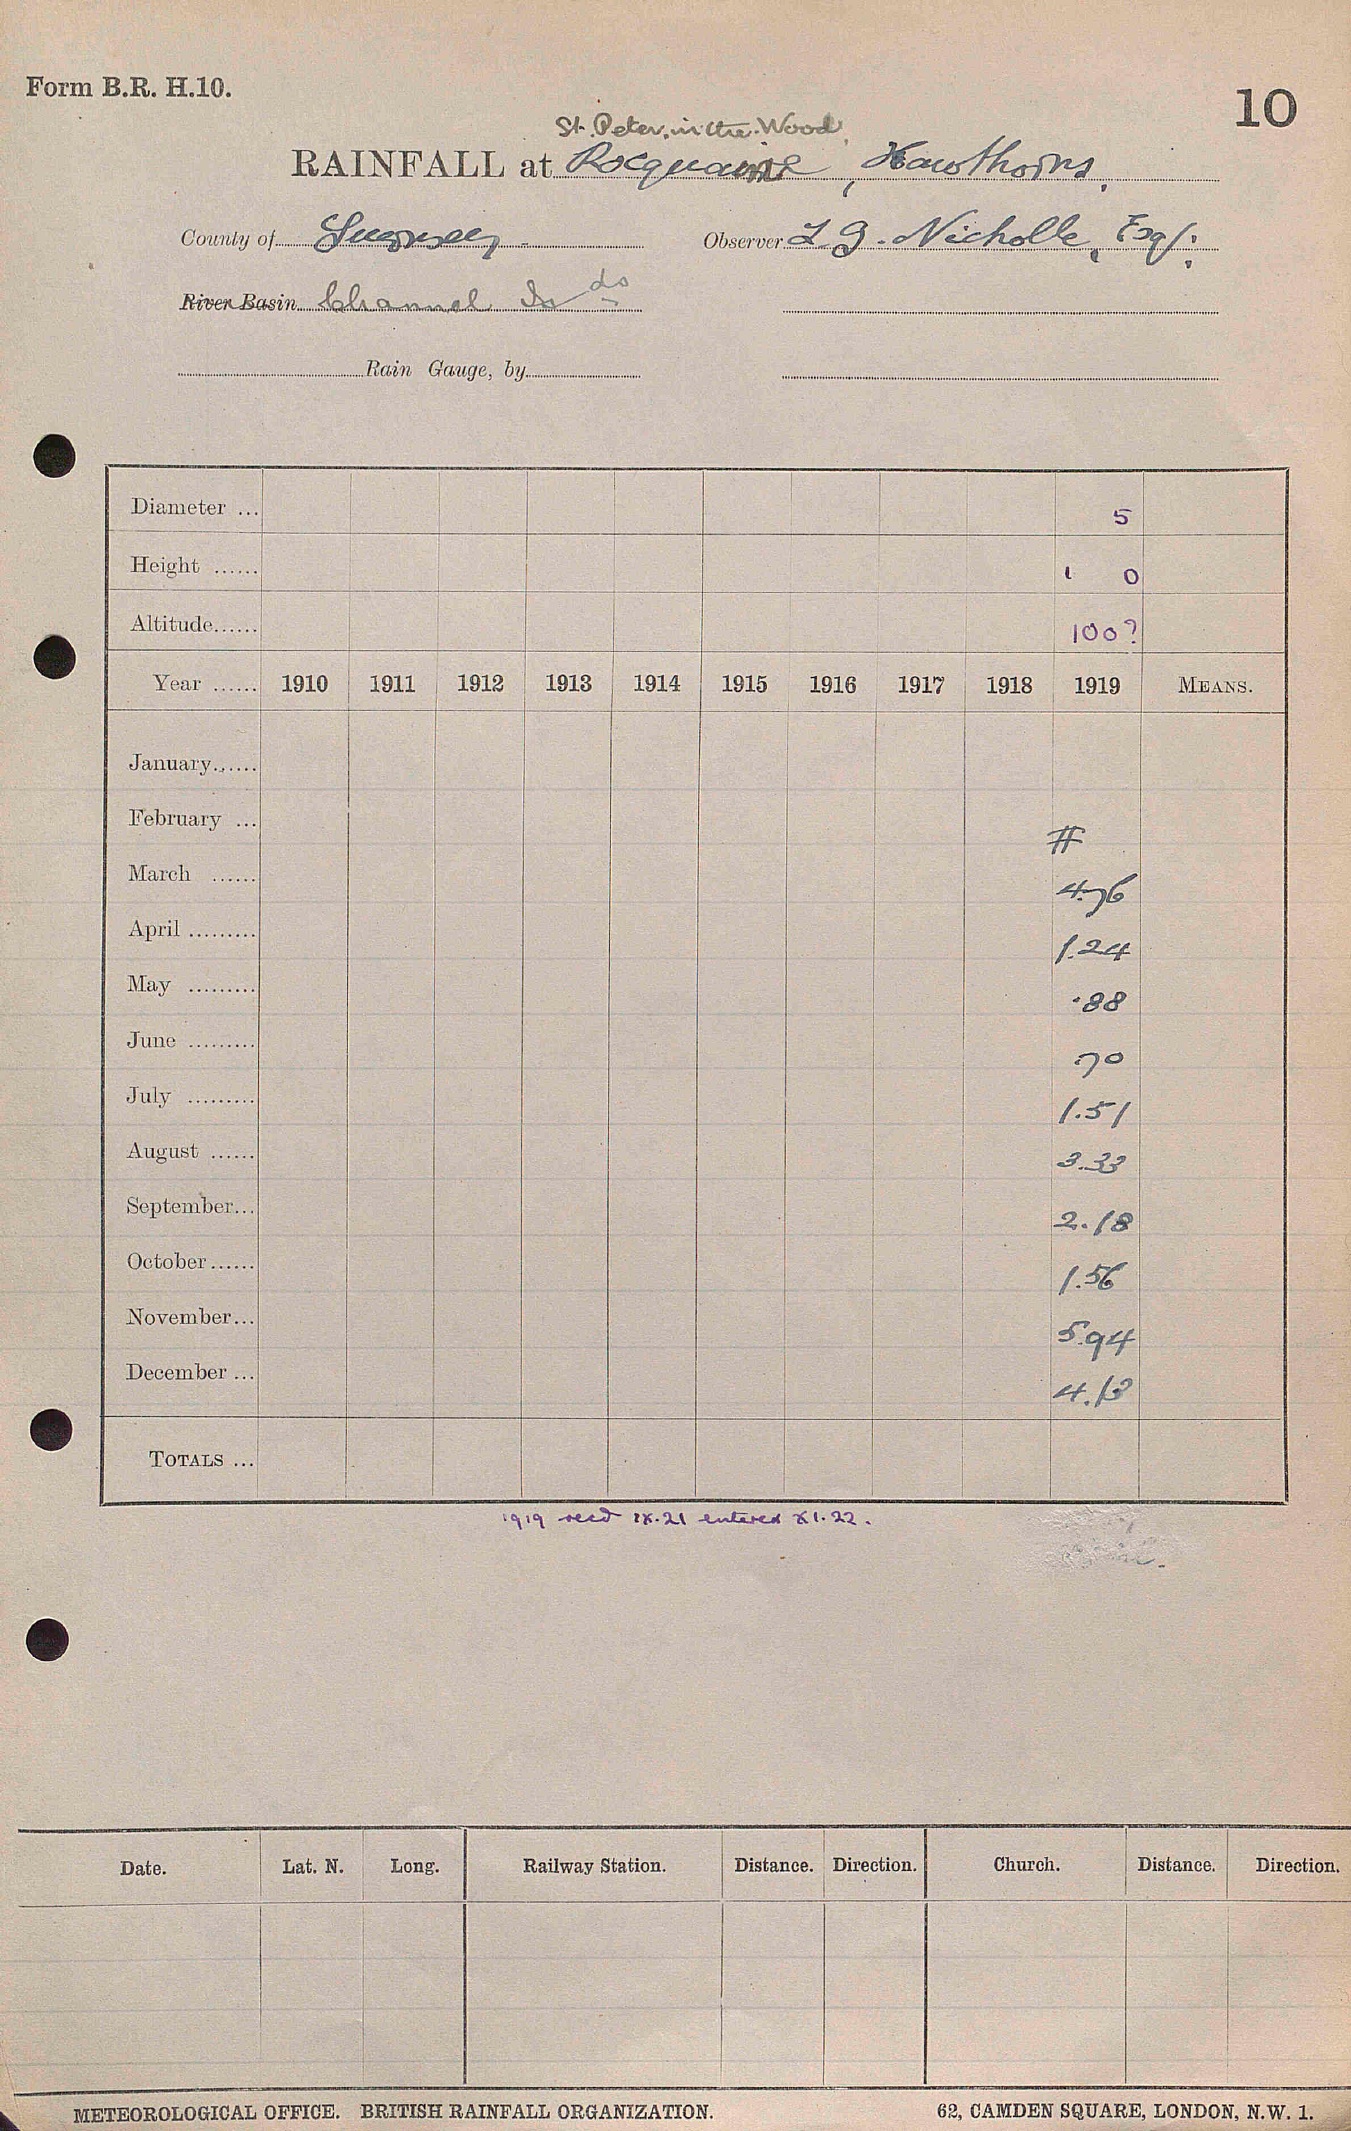 Form B.R. H.10.
10
St. Peter in the Wood
RAINFALL at Rocquaine, Hawthorns.
County of Guernsey. Observer L. G. Nicholle, Esq.
River Basin Channel Is ds
Rain Gauge, by
Diameter ... 5
Height ...... 1 0
Altitude...... 100?
Year ...... 1910 1911 1912 1913 1914 1915 1916 1917 1918 1919 MEANS.
January......
February ... #
March ...... 4.76
April ......... 1.24
May ......... .88
June ......... .70
July ......... 1.51
August ...... 3.33
September... 2.18
October...... 1.56
November... 5.94
December ... 4.13
TOTALS ...
1919 recd IX.21 entered XI.22.
Date. Lat. N. Long. Railway Station. Distance. Direction. Church. Distance. Direction.
METEOROLOGICAL OFFICE. BRITISH RAINFALL ORGANIZATION. 62, CAMDEN SQUARE, LONDON, N.W. 1.